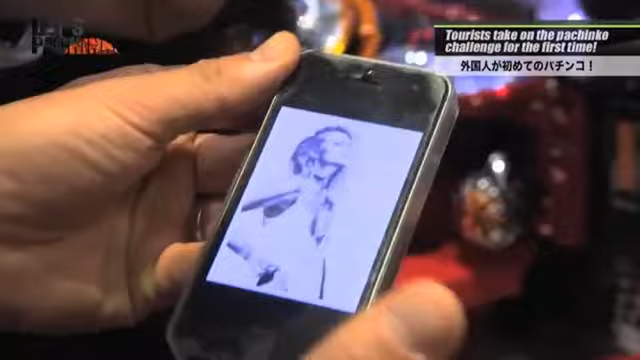 Tourists take on the pachinko
challenge for the first time!
外国人が初めてのパチンコ!